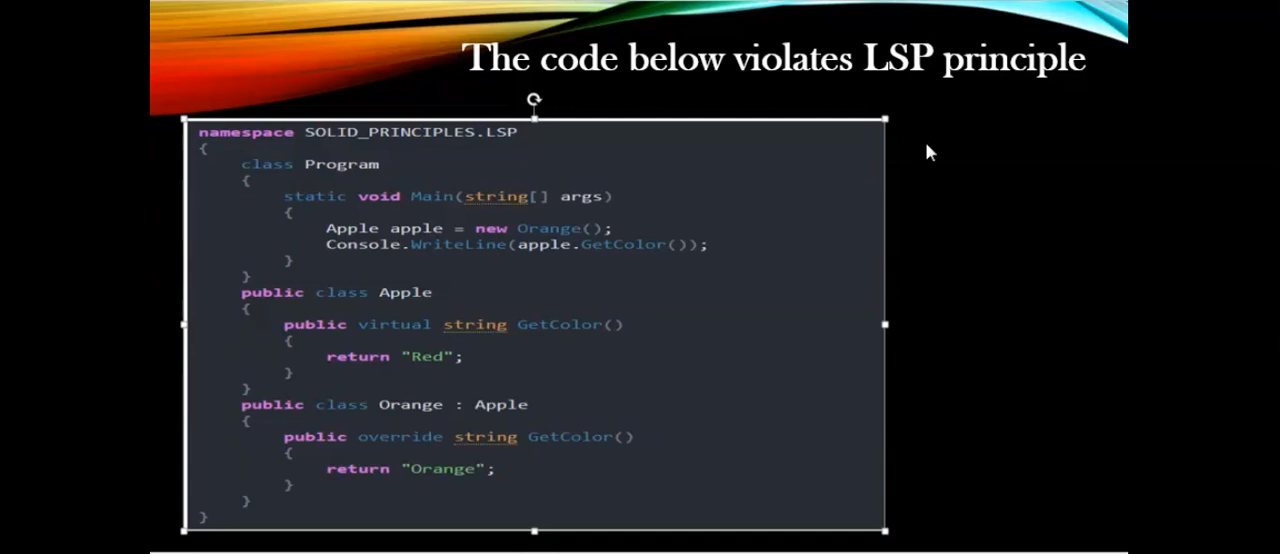 The code below violates LSP principle
namespace SOLID_PRINCIPLES.LSP
{
class Program
{
static void Main(string[] args)
{
Apple apple = new Orange();
Console.WriteLine(apple.GetColor());
}
}
public class Apple
{
public virtual string GetColor()
{
return "Red";
}
}
public class Orange : Apple
{
public override string GetColor()
{
return "Orange";
}
}
}